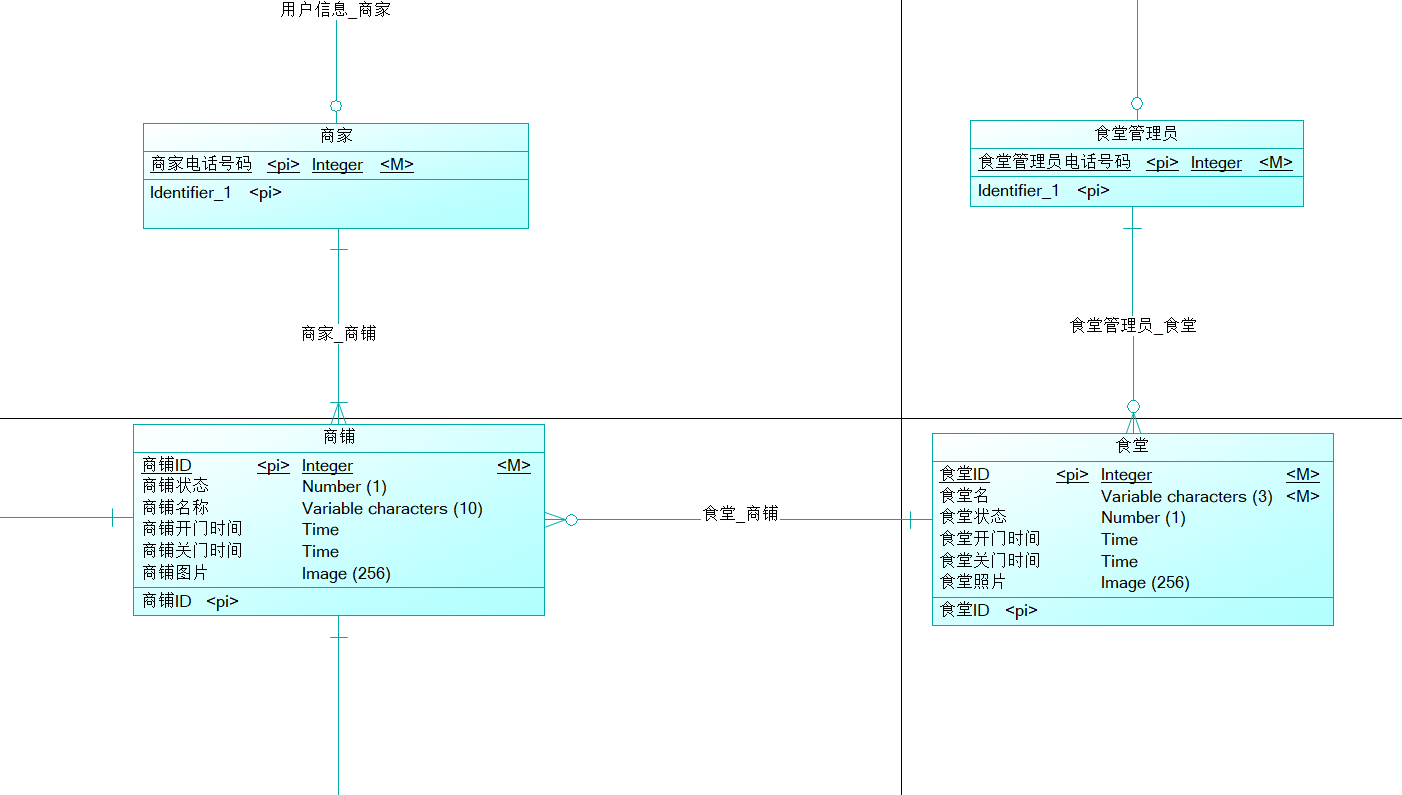 用户信息_商家
商家
商家电话号码 <pi> Integer <M>
Identifier_1 <pi>
食堂管理员
食堂管理员电话号码 <pi> Integer <M>
Identifier_1 <pi>
商家_商铺
食堂管理员_食堂
商铺
商铺ID <pi> Integer <M>
商铺状态 Number (1)
商铺名称 Variable characters (10)
商铺开门时间 Time
商铺关门时间 Time
商铺图片 Image (256)
商铺ID <pi>
食堂_商铺
食堂
食堂ID <pi> Integer <M>
食堂名 Variable characters (3) <M>
食堂状态 Number (1)
食堂开门时间 Time
食堂关门时间 Time
食堂照片 Image (256)
食堂ID <pi>